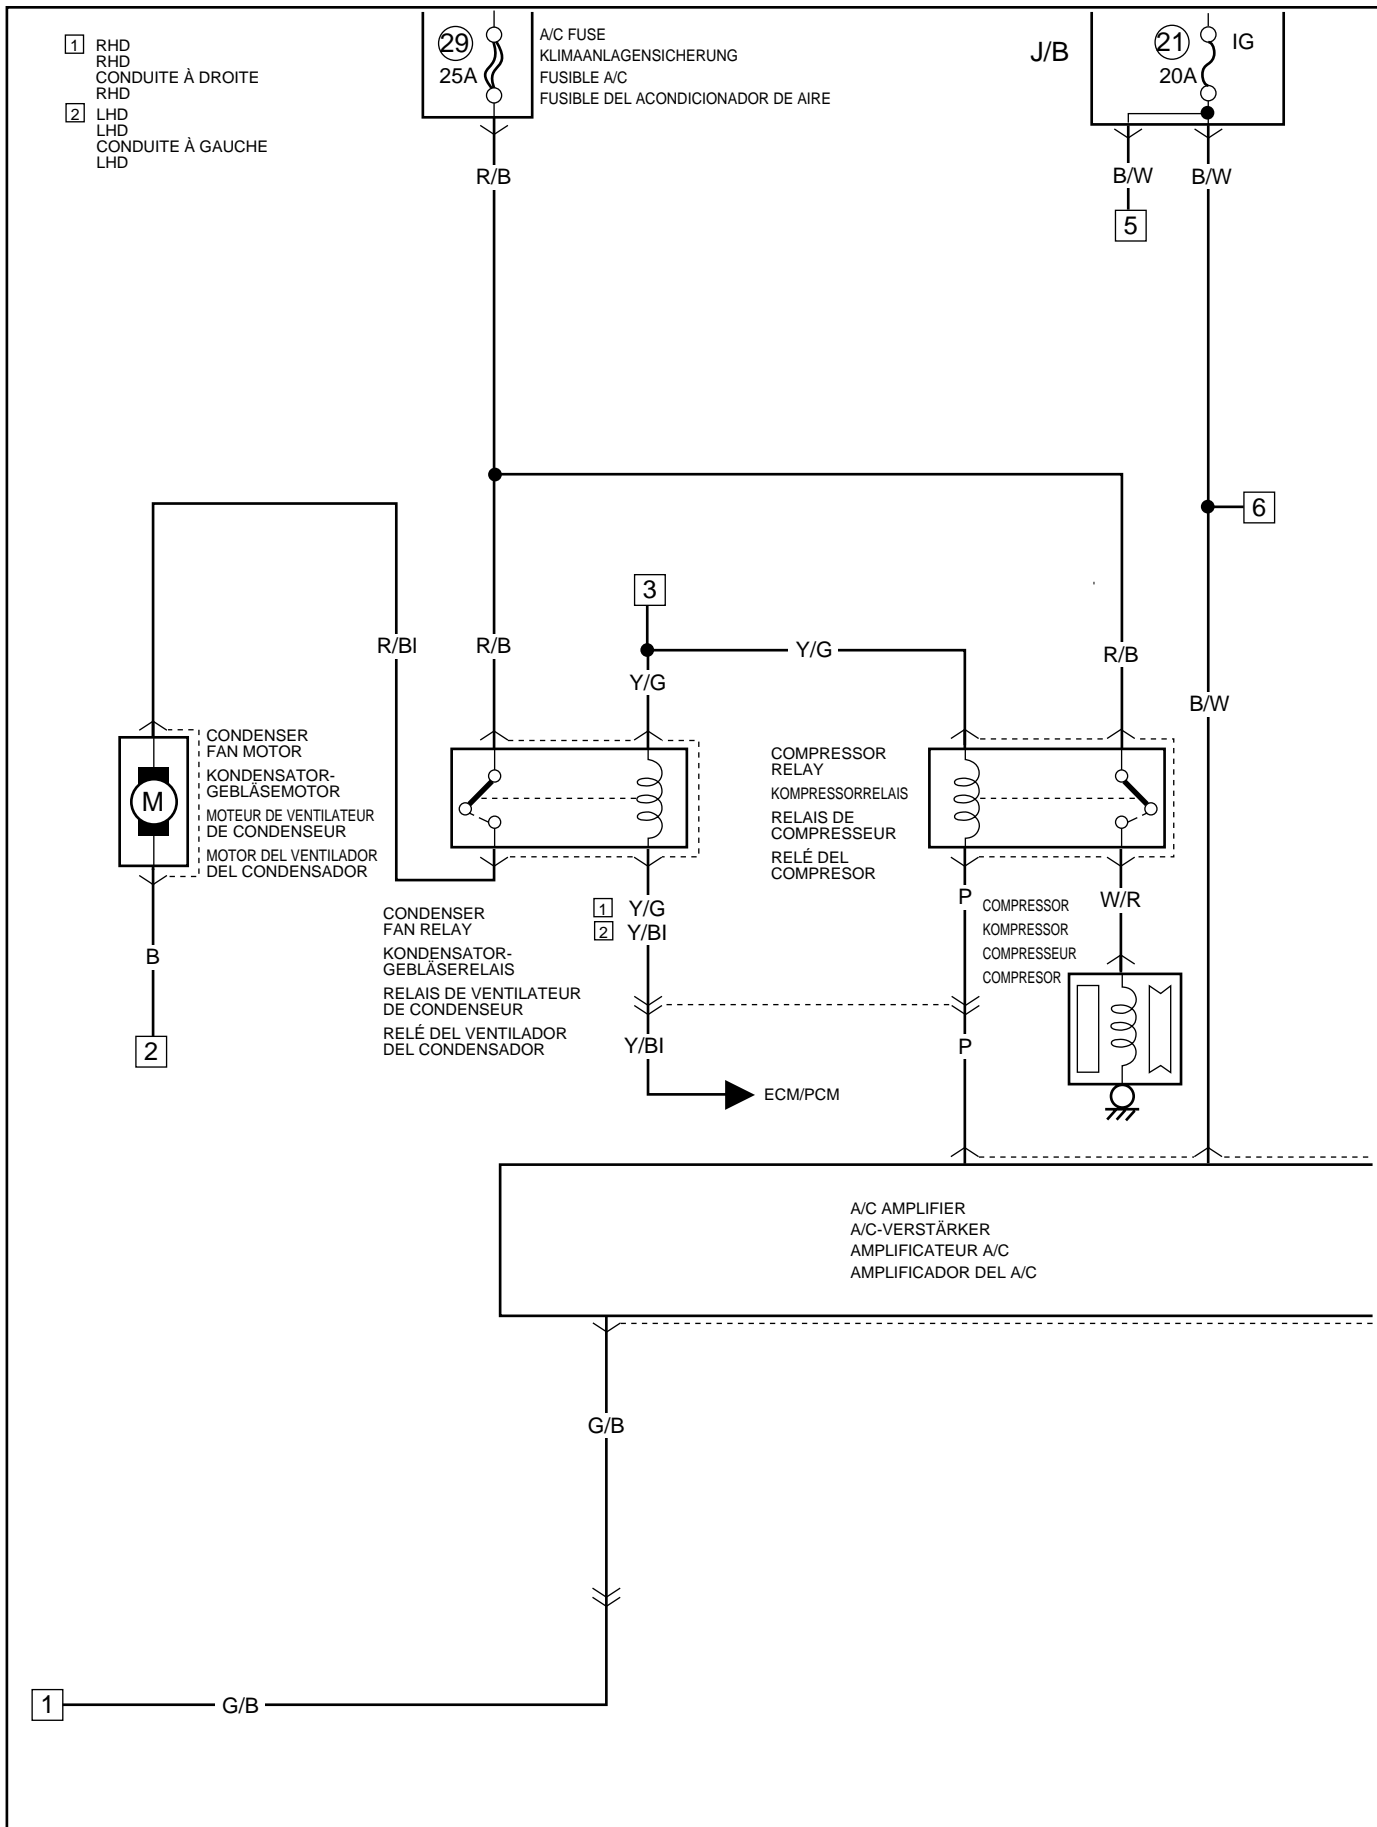 1 RHD
RHD
CONDUITE À DROITE
RHD
2 LHD
LHD
CONDUITE À GAUCHE
LHD
29
25A
A/C FUSE
KLIMAANLAGENSICHERUNG
FUSIBLE A/C
FUSIBLE DEL ACONDICIONADOR DE AIRE
J/B
21 IG
20A
R/B
B/W B/W
5
6
3
R/Bl R/B Y/G R/B
Y/G
B/W
CONDENSER
FAN MOTOR
KONDENSATOR-
GEBLÄSEMOTOR
MOTEUR DE VENTILATEUR
DE CONDENSEUR
MOTOR DEL VENTILADOR
DEL CONDENSADOR
M
COMPRESSOR
RELAY
KOMPRESSORRELAIS
RELAIS DE
COMPRESSEUR
RELÉ DEL
COMPRESOR
CONDENSER
FAN RELAY
KONDENSATOR-
GEBLÄSERELAIS
RELAIS DE VENTILATEUR
DE CONDENSEUR
RELÉ DEL VENTILADOR
DEL CONDENSADOR
1 Y/G
2 Y/Bl
P
COMPRESSOR
KOMPRESSOR
COMPRESSEUR
COMPRESOR
W/R
B
2
Y/Bl
P
ECM/PCM
A/C AMPLIFIER
A/C-VERSTÄRKER
AMPLIFICATEUR A/C
AMPLIFICADOR DEL A/C
G/B
1 G/B